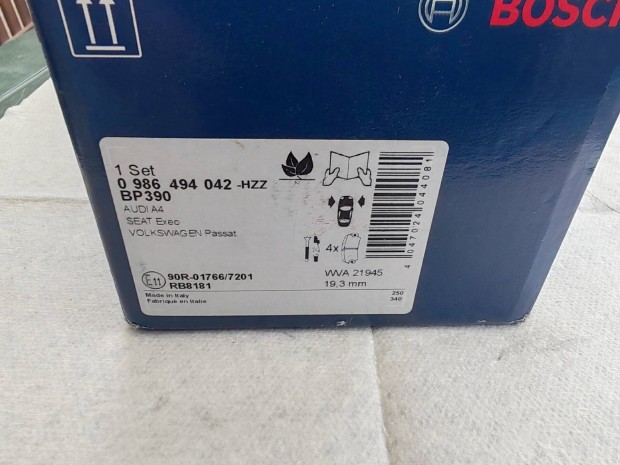 BOSCH
1 Set
0 986 494 042 -HZZ
BP390
AUDI A4
SEAT Exeo
VOLKSWAGEN Passat
4x
4 047024 044081
E11
90R-01766/7201
RB8181
WVA 21945
19,3 mm
Made in Italy
Fabriqué en Italie
250
340